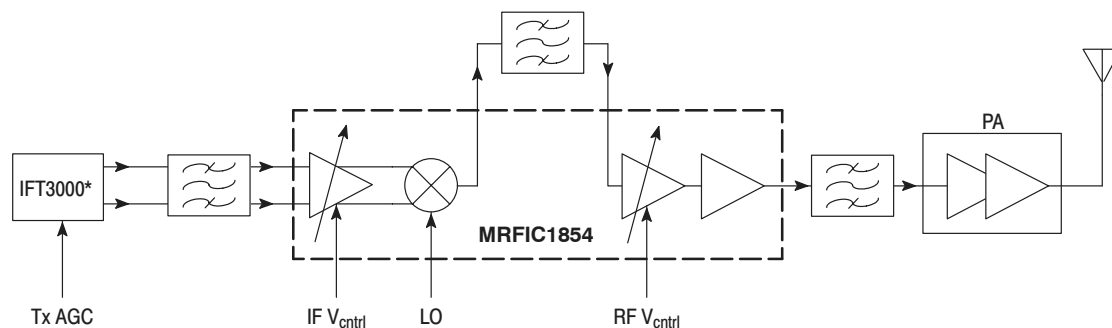 PA
IFT3000*
MRFIC1854
Tx AGC
IF Vcntrl
LO
RF Vcntrl